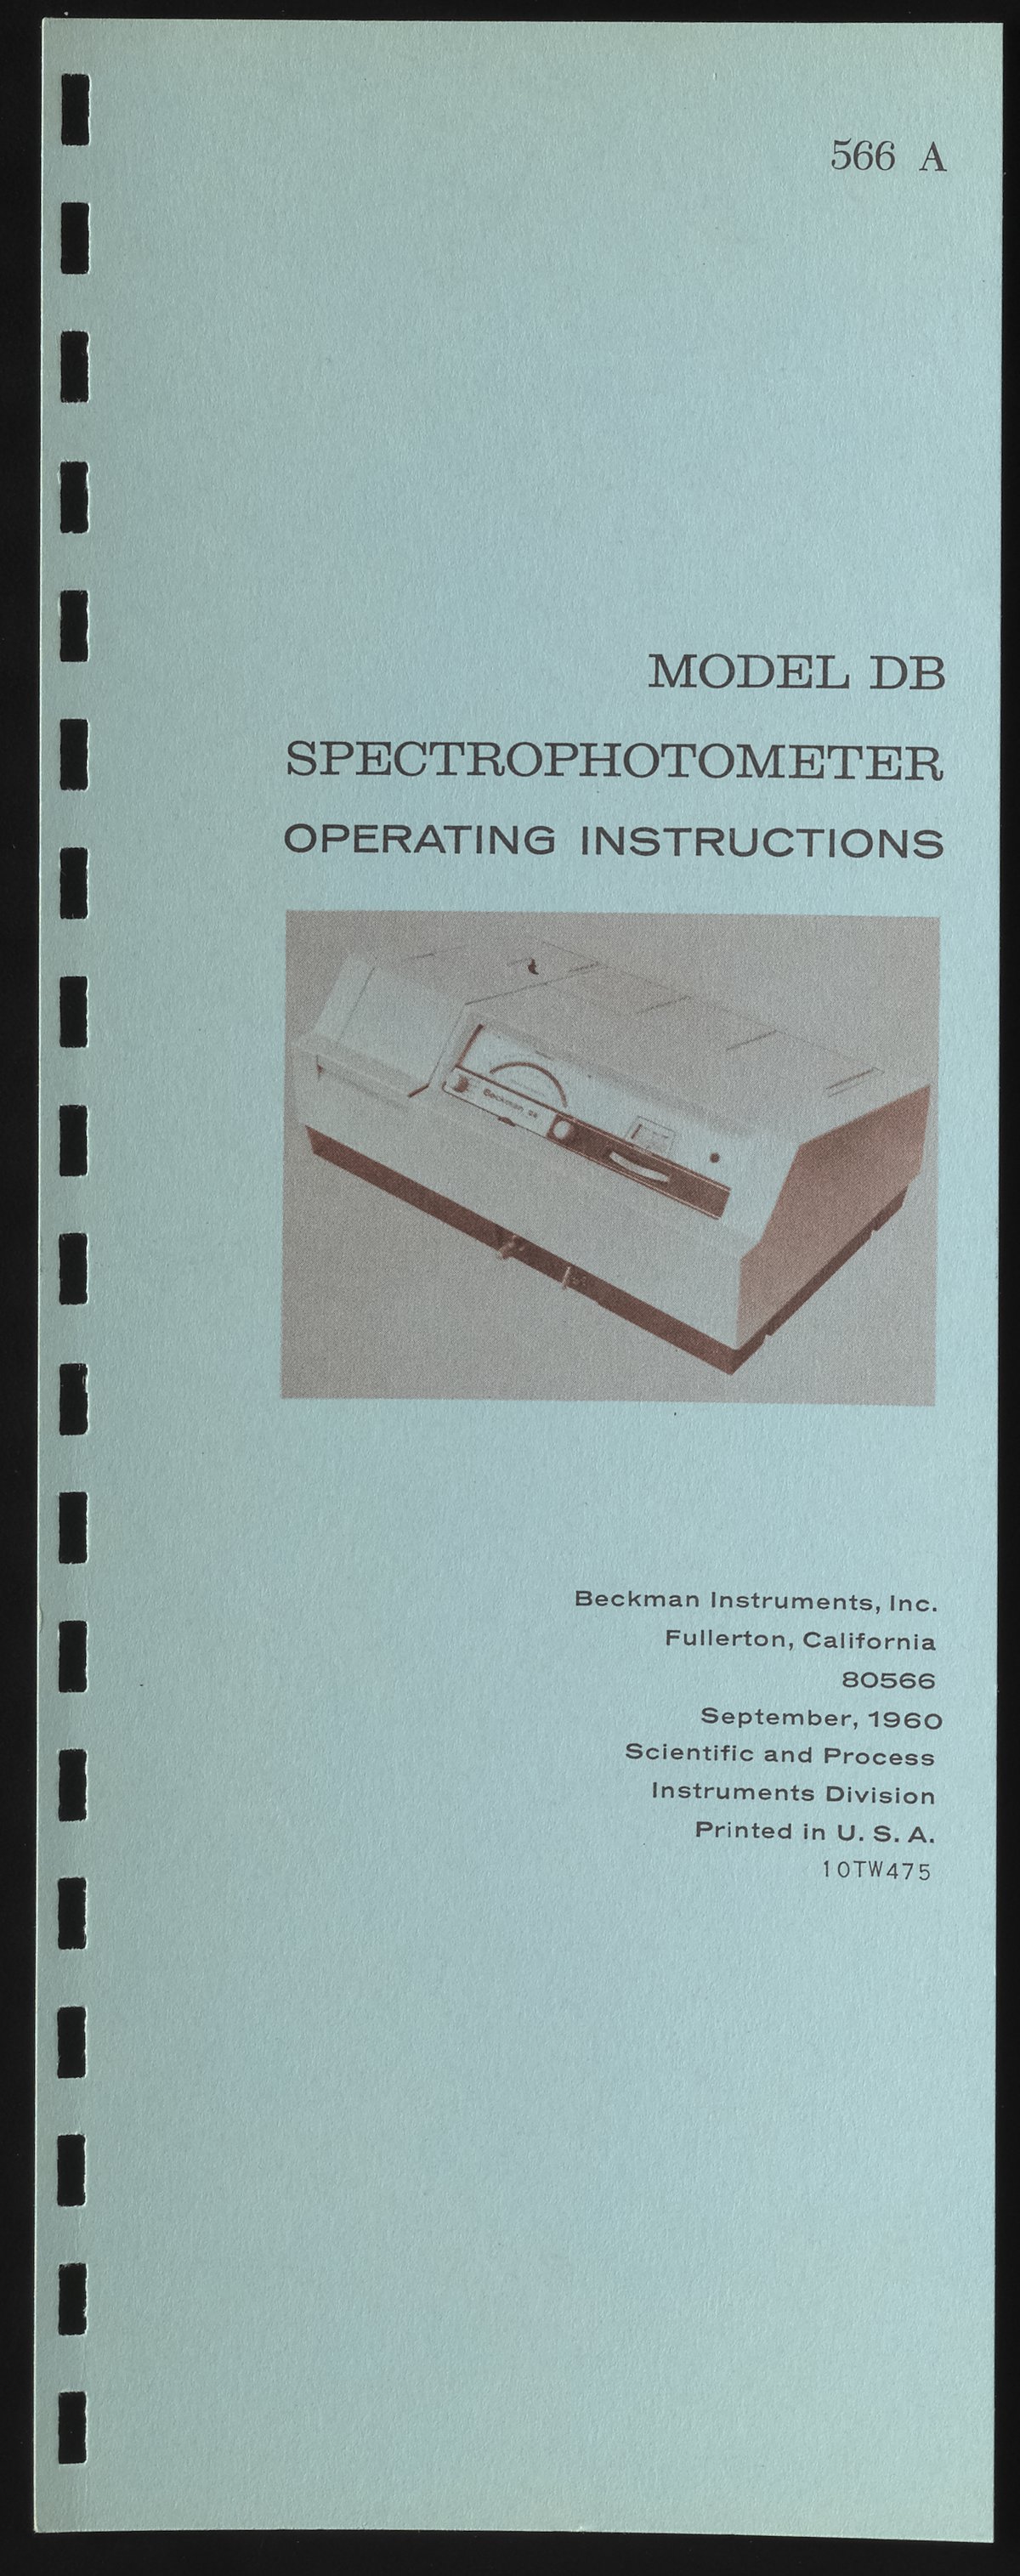 566 A
MODEL DB
SPECTROPHOTOMETER
OPERATING INSTRUCTIONS
Beckman
Beckman Instruments, Inc.
Fullerton, California
80566
September, 1960
Scientific and Process
Instruments Division
Printed in U. S. A.
10TW475